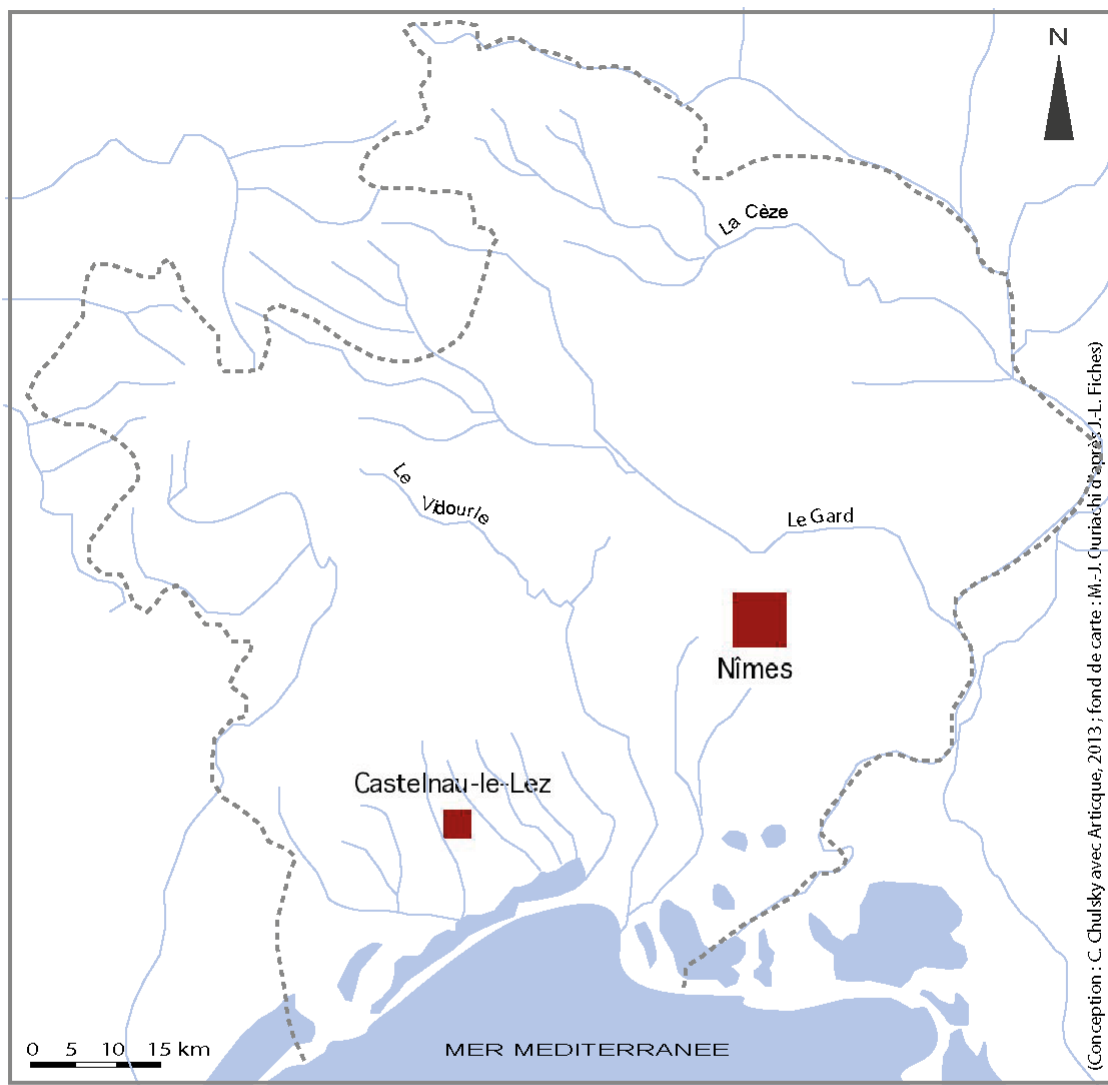 N
La Cèze
Le Vidourle
Le Gard
Nîmes
Castelnau-le-Lez
0 5 10 15 km
MER MEDITERRANEE
(Conception : C. Chulsky avec Articque, 2013 ; fond de carte : M.-J. Ouriachi d'après J.-L. Fiches)